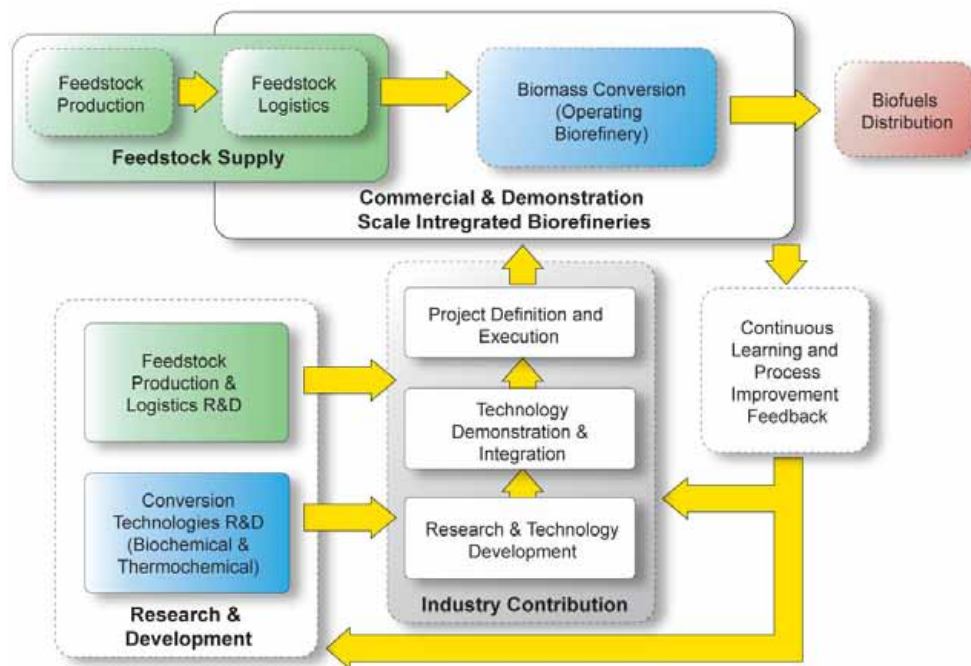 Feedstock
Production
Feedstock
Logistics
Feedstock Supply
Biomass Conversion
(Operating
Biorefinery)
Biofuels
Distribution
Commercial & Demonstration
Scale Intregrated Biorefineries
Project Definition and
Execution
Technology
Demonstration &
Integration
Research & Technology
Development
Industry Contribution
Feedstock
Production &
Logistics R&D
Conversion
Technologies R&D
(Biochemical &
Thermochemical)
Research &
Development
Continuous
Learning and
Process
Improvement
Feedback